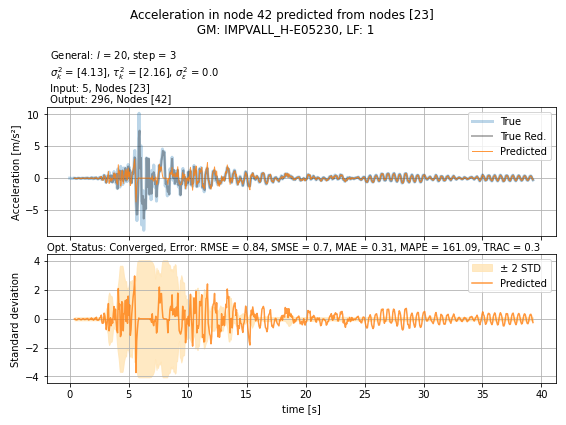 Acceleration in node 42 predicted from nodes [23]
GM: IMPVALL_H-E05230, LF: 1
General: l = 20, step = 3
σ²ₖ = [4.13], τ²ₖ = [2.16], σ²ε = 0.0
Input: 5, Nodes [23]
Output: 296, Nodes [42]
Acceleration [m/s²]
10
5
0
−5
True
True Red.
Predicted
Opt. Status: Converged, Error: RMSE = 0.84, SMSE = 0.7, MAE = 0.31, MAPE = 161.09, TRAC = 0.3
Standard deviation
4
2
0
−2
−4
± 2 STD
Predicted
0 5 10 15 20 25 30 35 40
time [s]